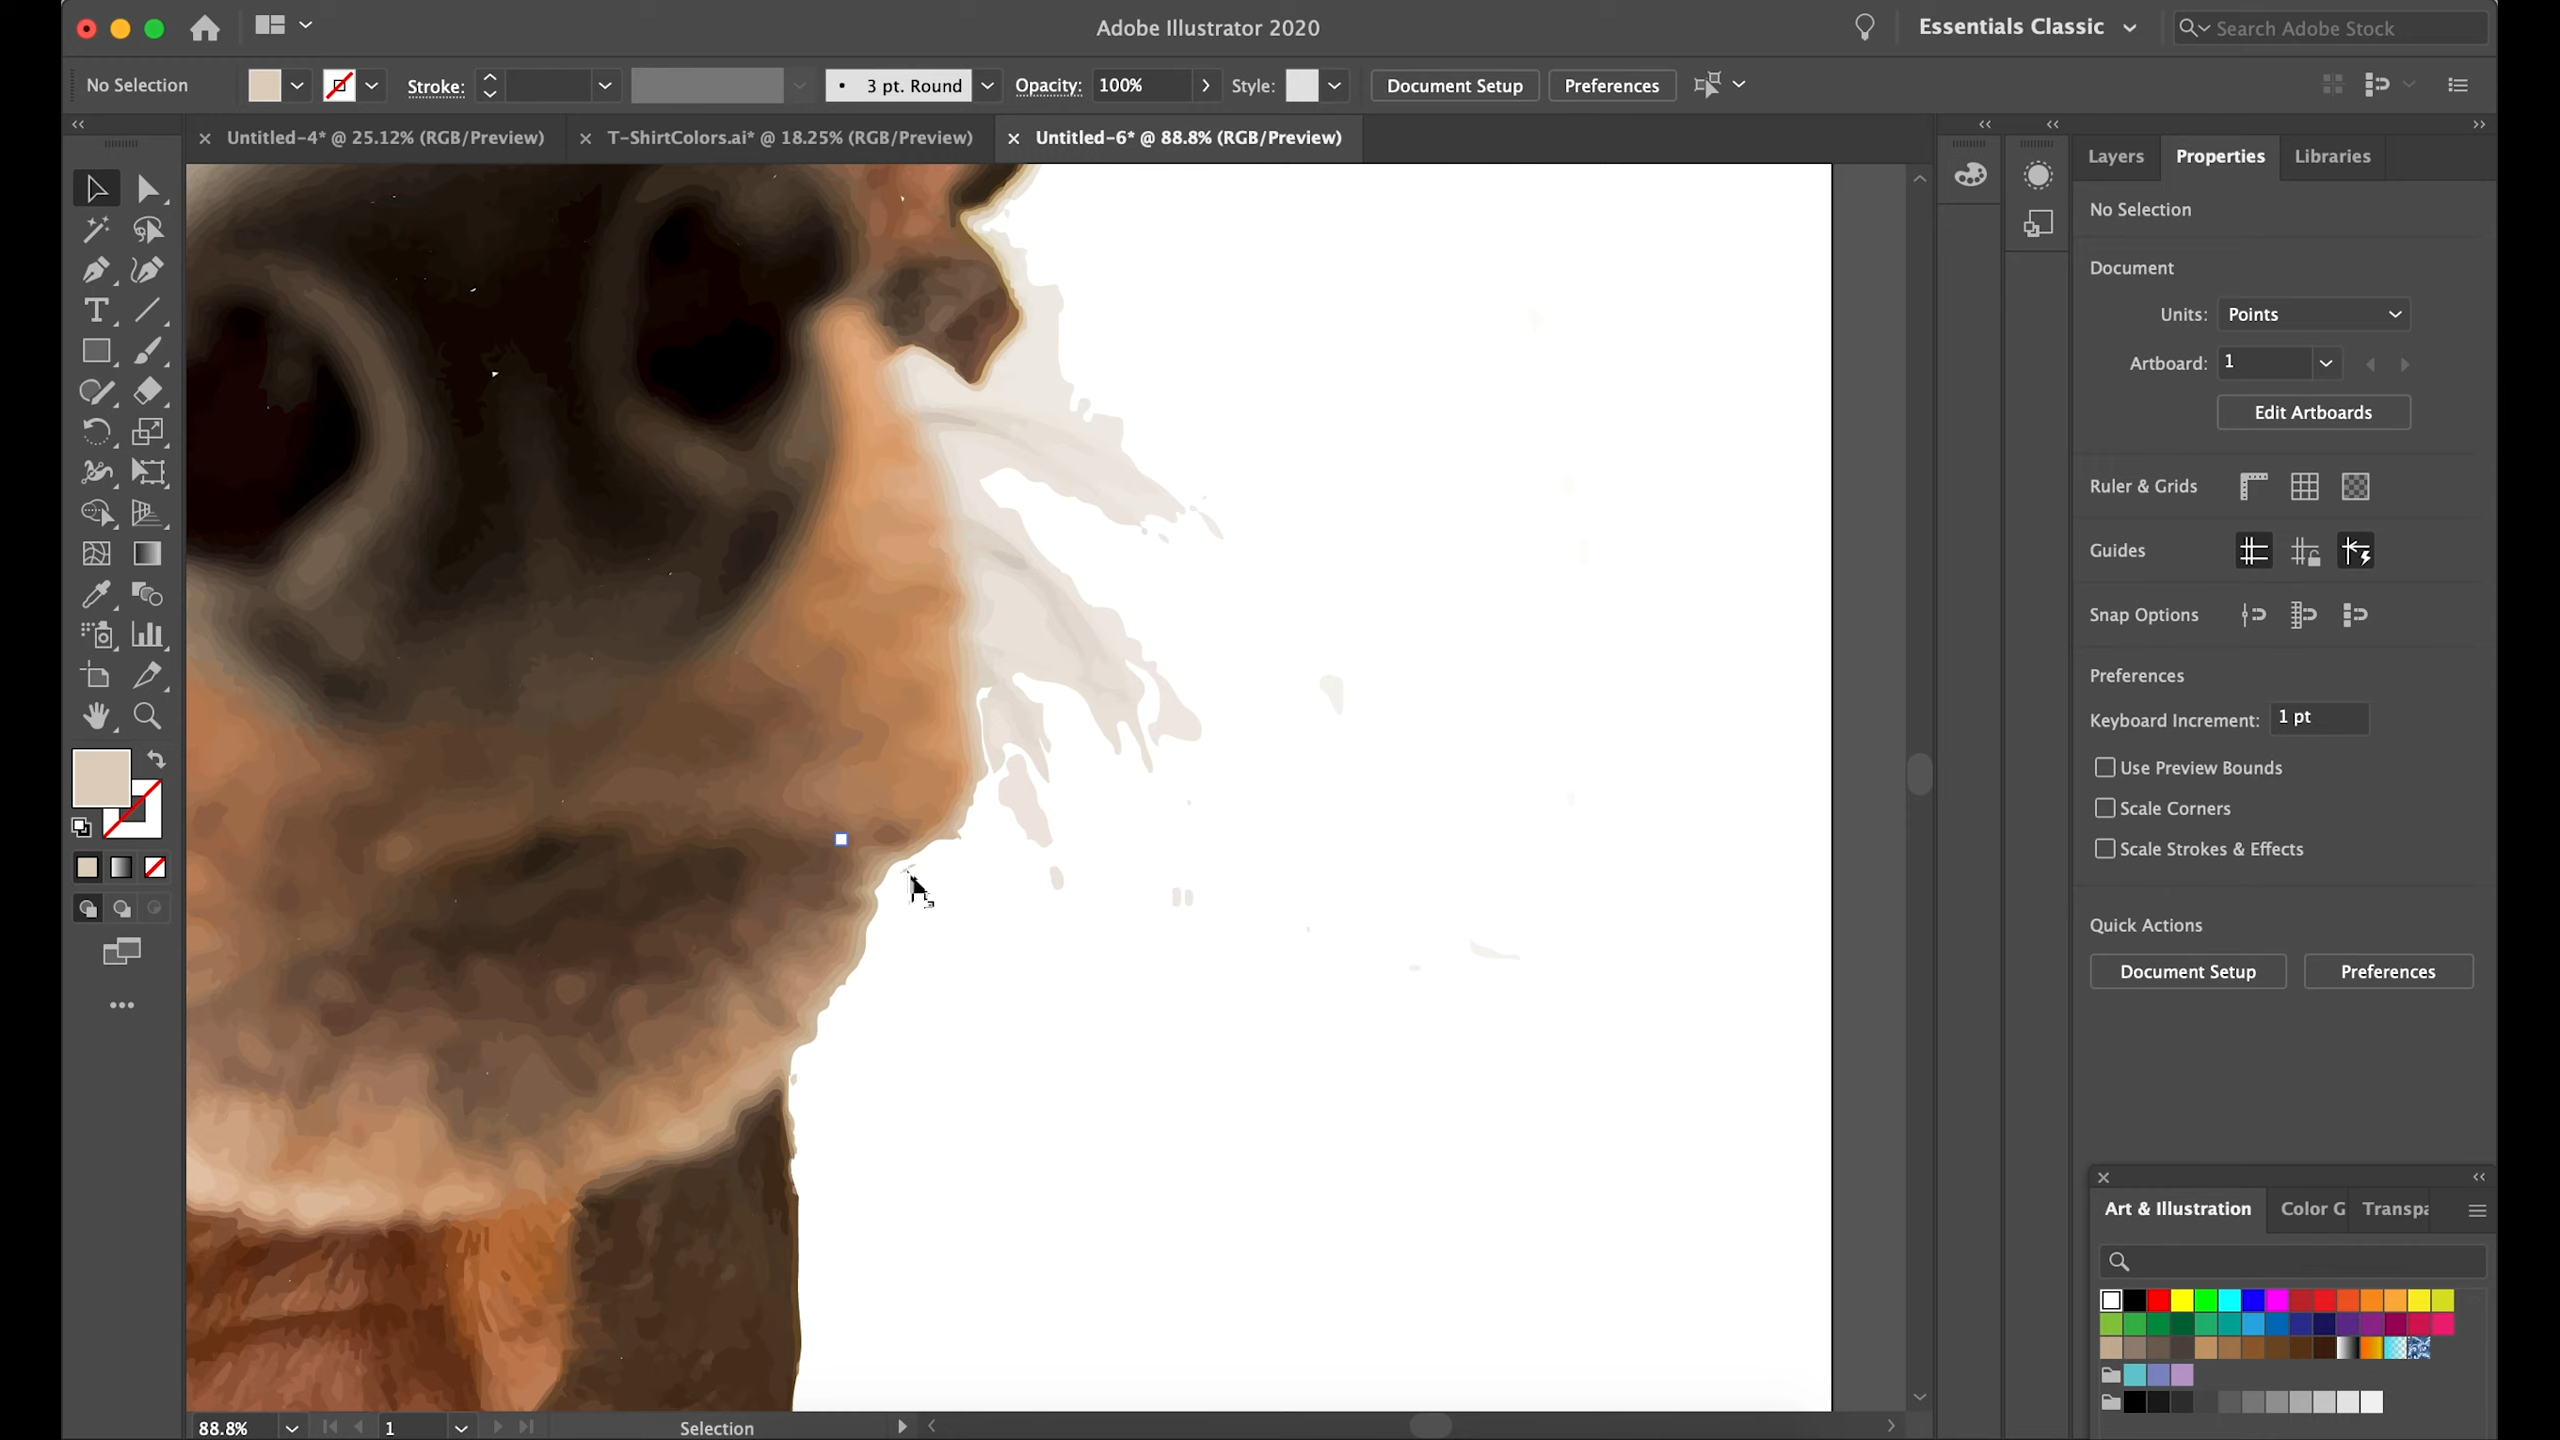 Adobe Illustrator 2020
Essentials Classic
Search Adobe Stock
No Selection
Stroke:
3 pt. Round
Opacity: 100%
Style:
Document Setup
Preferences
Untitled-4* @ 25.12% (RGB/Preview)
T-ShirtColors.ai* @ 18.25% (RGB/Preview)
Untitled-6* @ 88.8% (RGB/Preview)
Layers
Properties
Libraries
No Selection
Document
Units: Points
Artboard: 1
Edit Artboards
Ruler & Grids
Guides
Snap Options
Preferences
Keyboard Increment: 1 pt
Use Preview Bounds
Scale Corners
Scale Strokes & Effects
Quick Actions
Document Setup
Preferences
Art & Illustration
Color G
Transpa
88.8%
1
Selection